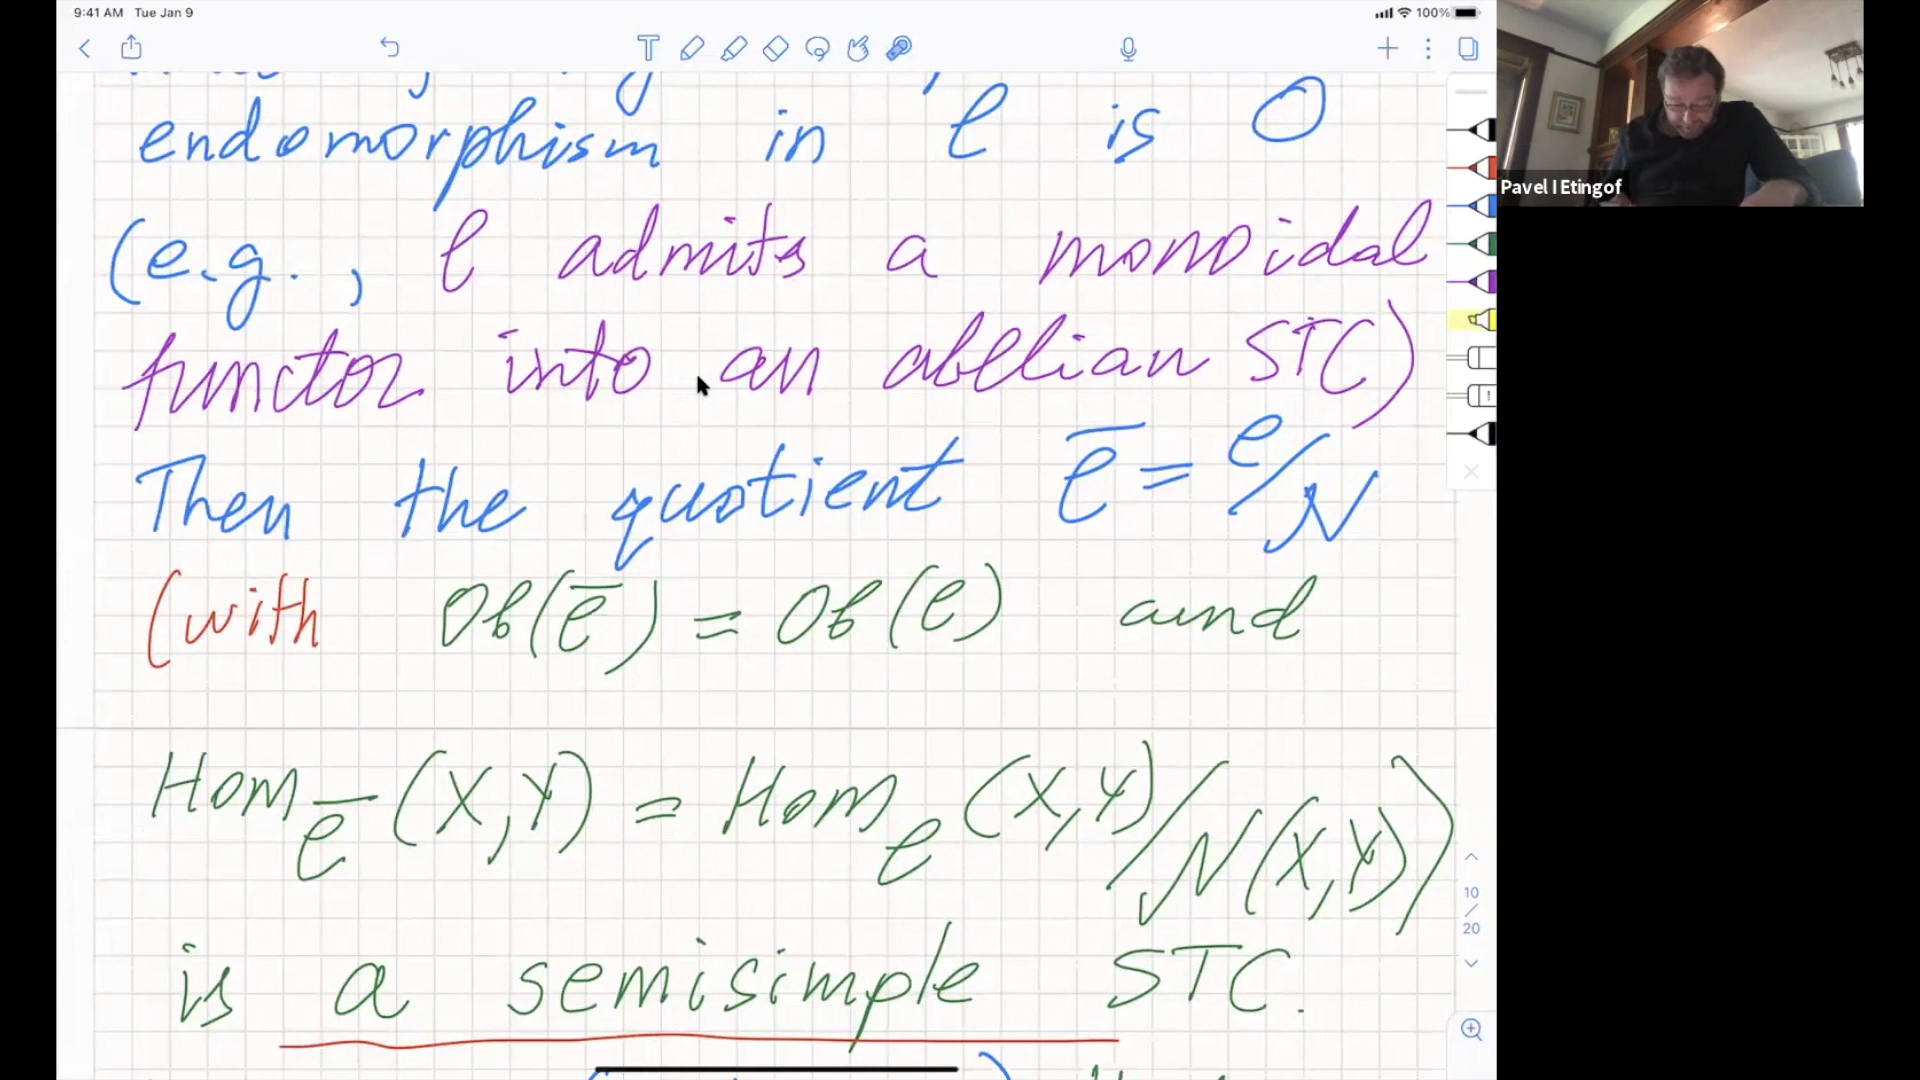 9:41 AM Tue Jan 9
100%
Pavel I Etingof
endomorphism in C is 0
(e.g., C admits a monoidal
functor into an abelian STC)
Then the quotient C̄ = C/N
(with Ob(C̄) = Ob(C) and
Hom_C̄(X,Y) = Hom_C(X,Y)/N(X,Y))
is a semisimple STC.
10
/
20